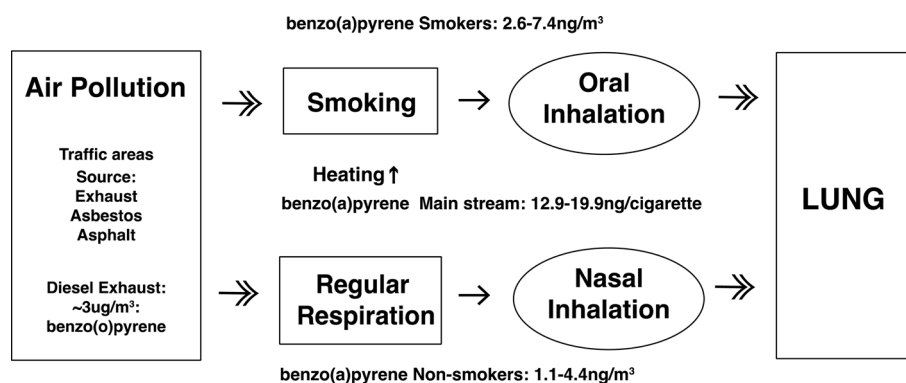 benzo(a)pyrene Smokers: 2.6-7.4ng/m³
Air Pollution
Traffic areas
Source:
Exhaust
Asbestos
Asphalt
Diesel Exhaust:
~3ug/m³:
benzo(o)pyrene
Smoking
Oral
Inhalation
Heating ↑
benzo(a)pyrene Main stream: 12.9-19.9ng/cigarette
Regular
Respiration
Nasal
Inhalation
benzo(a)pyrene Non-smokers: 1.1-4.4ng/m³
LUNG